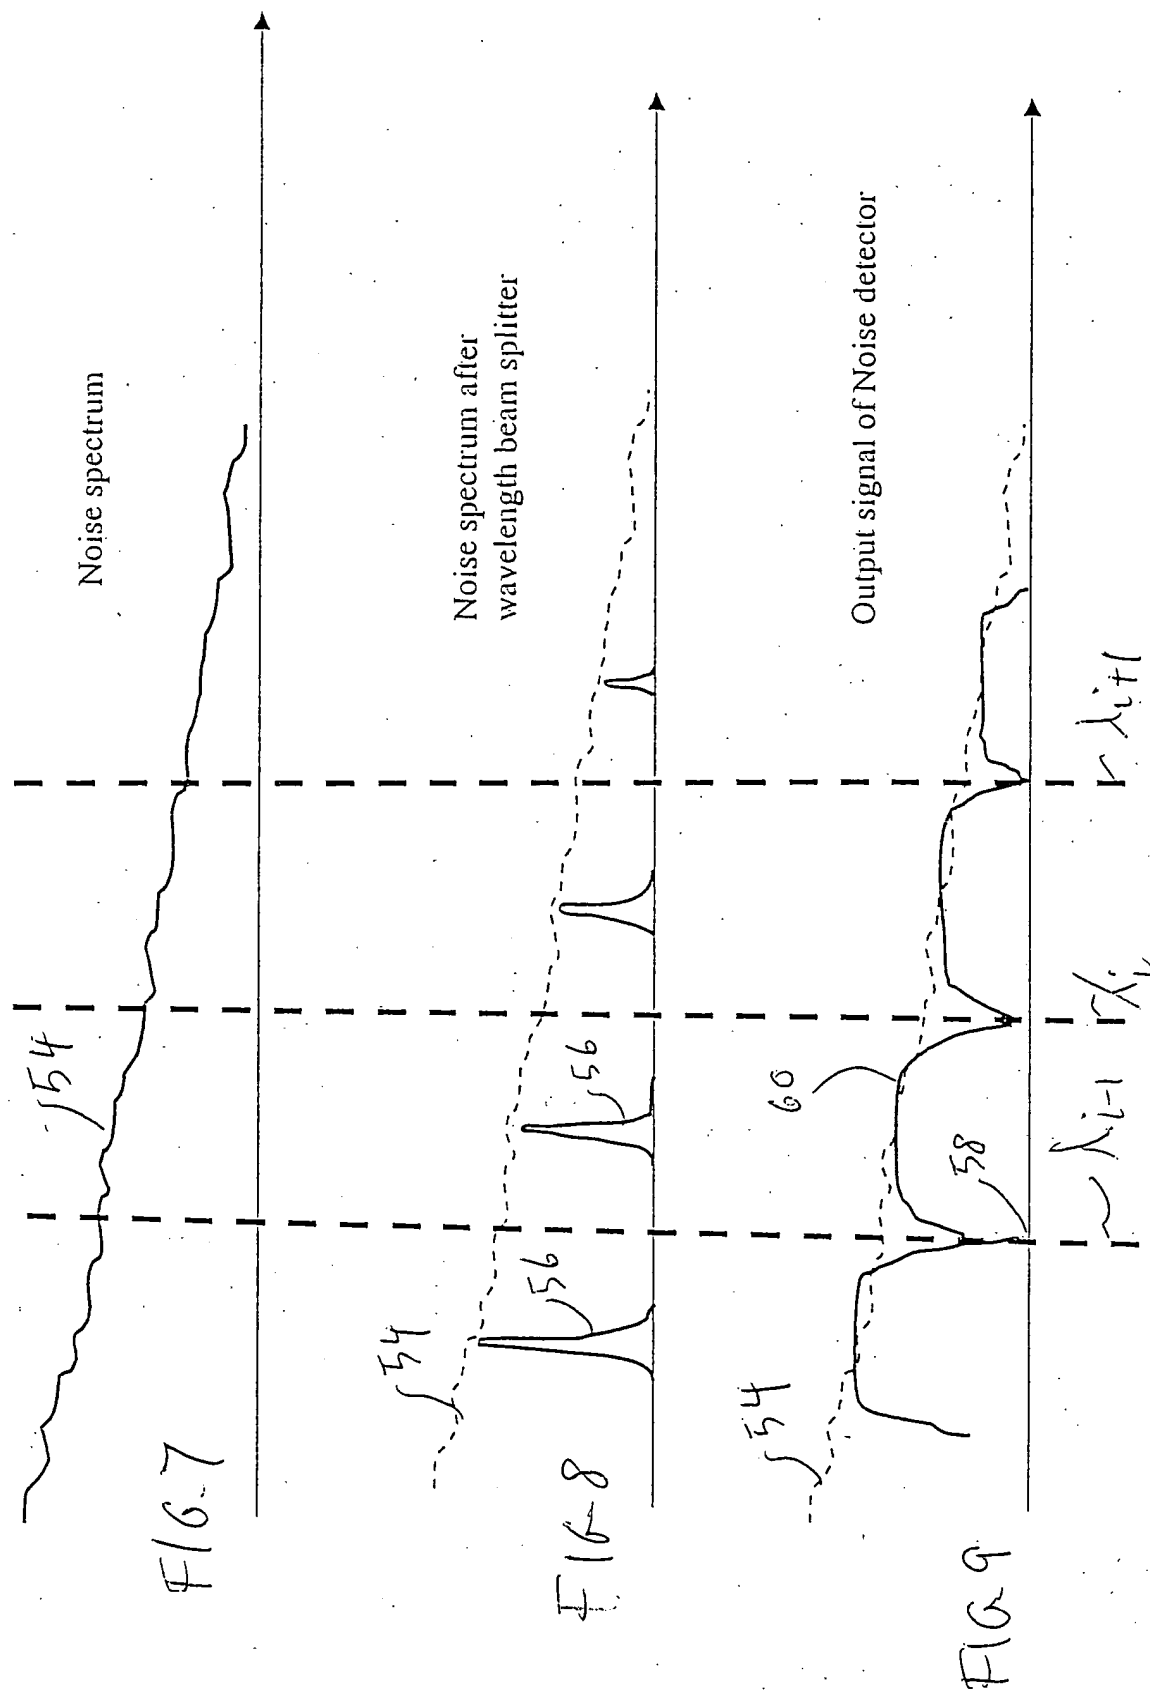 Noise spectrum
54
FIG-7
Noise spectrum after
wavelength beam splitter
54
56
56
FIG-8
Output signal of Noise detector
54
60
58
FIG-9
λi-1
λi
λi+1